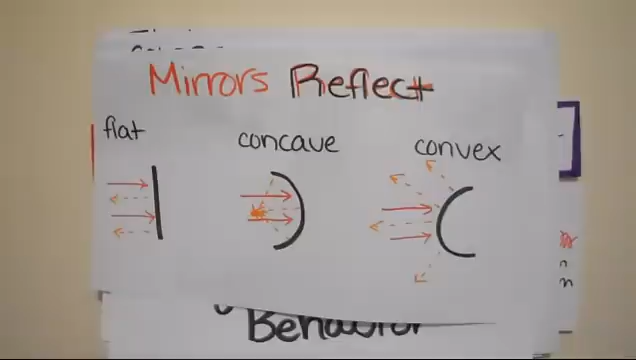 Mirrors Reflect
flat
concave
convex
Behavior